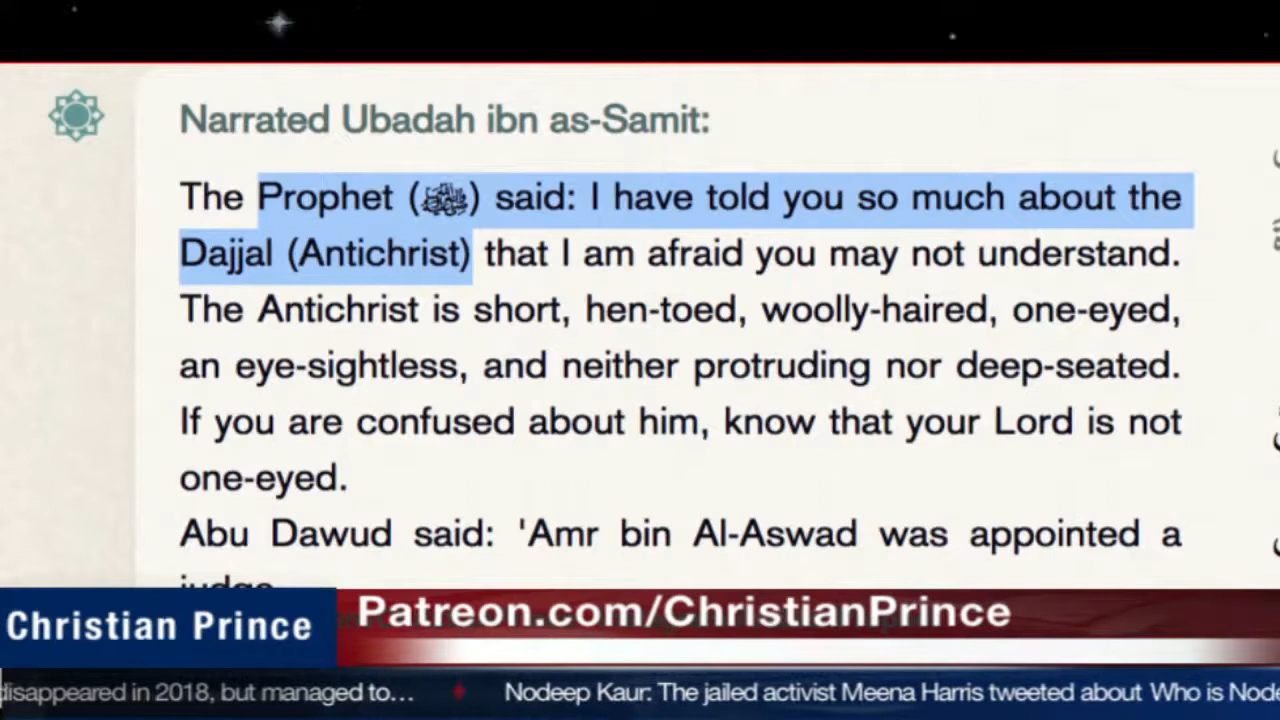 Narrated Ubadah ibn as-Samit:
The Prophet (ﷺ) said: I have told you so much about the
Dajjal (Antichrist) that I am afraid you may not understand.
The Antichrist is short, hen-toed, woolly-haired, one-eyed,
an eye-sightless, and neither protruding nor deep-seated.
If you are confused about him, know that your Lord is not
one-eyed.
Abu Dawud said: 'Amr bin Al-Aswad was appointed a
judge.
Christian Prince
Patreon.com/ChristianPrince
disappeared in 2018, but managed to… ♦ Nodeep Kaur: The jailed activist Meena Harris tweeted about Who is Node